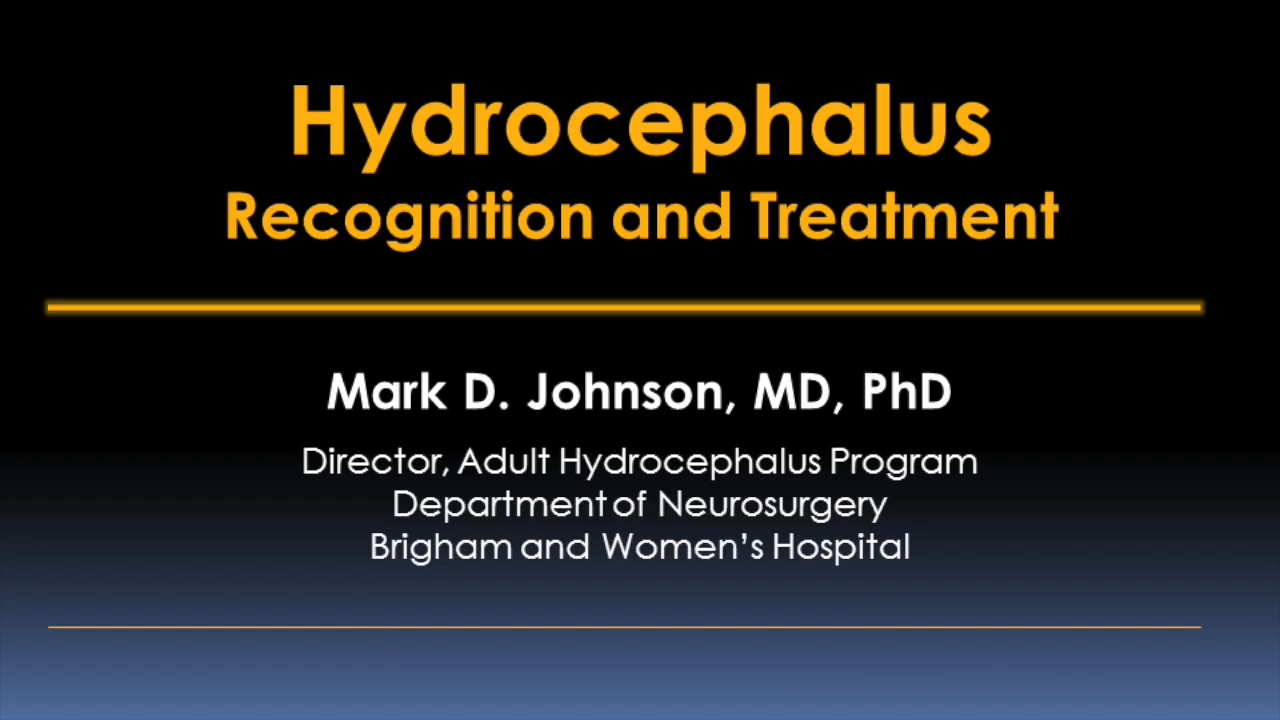 Hydrocephalus
Recognition and Treatment
Mark D. Johnson, MD, PhD
Director, Adult Hydrocephalus Program
Department of Neurosurgery
Brigham and Women’s Hospital